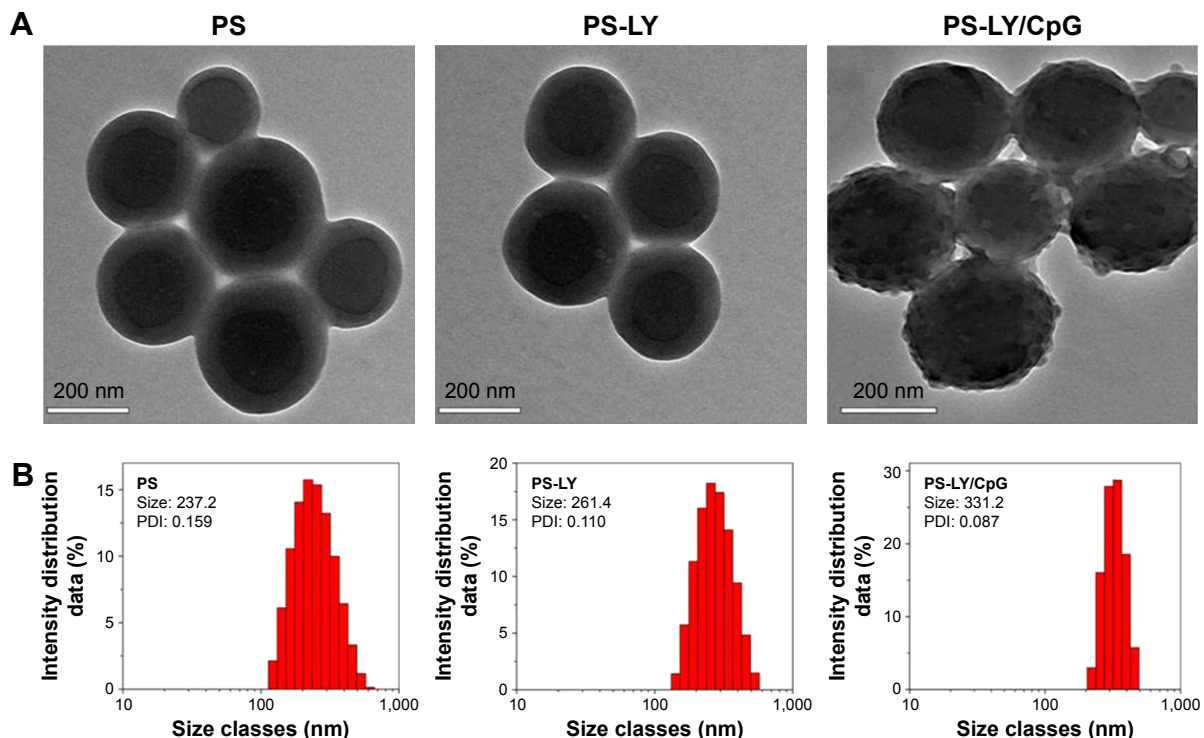 A
PS
PS-LY
PS-LY/CpG
200 nm
200 nm
200 nm
B
Intensity distribution
data (%)
15
10
5
0
PS
Size: 237.2
PDI: 0.159
10
100
1,000
Size classes (nm)
Intensity distribution
data (%)
20
15
10
5
0
PS-LY
Size: 261.4
PDI: 0.110
10
100
1,000
Size classes (nm)
Intensity distribution
data (%)
30
20
10
0
PS-LY/CpG
Size: 331.2
PDI: 0.087
10
100
1,000
Size classes (nm)